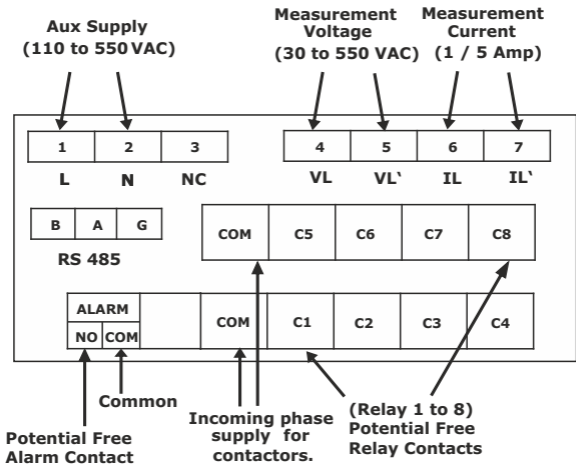 Aux Supply
(110 to 550 VAC)
Measurement
Voltage
(30 to 550 VAC)
Measurement
Current
(1 / 5 Amp)
1 2 3
L N NC
4 5 6 7
VL VL‘ IL IL‘
B A G
RS 485
COM C5 C6 C7 C8
ALARM
NO COM
COM C1 C2 C3 C4
Common
Potential Free
Alarm Contact
Incoming phase
supply for
contactors.
(Relay 1 to 8)
Potential Free
Relay Contacts